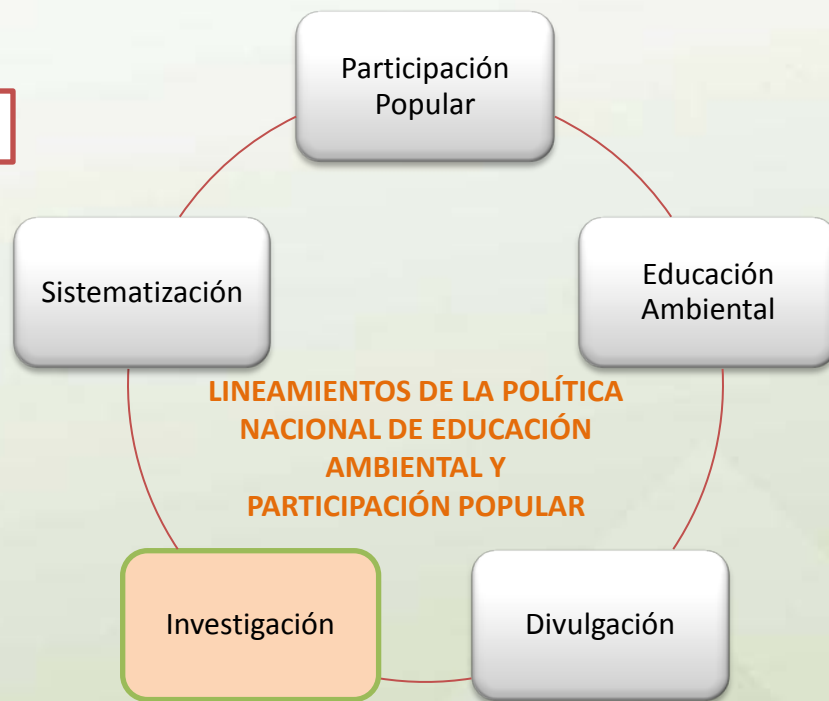 Participación
Popular
Sistematización
Educación
Ambiental
LINEAMIENTOS DE LA POLÍTICA
NACIONAL DE EDUCACIÓN
AMBIENTAL Y
PARTICIPACIÓN POPULAR
Investigación
Divulgación